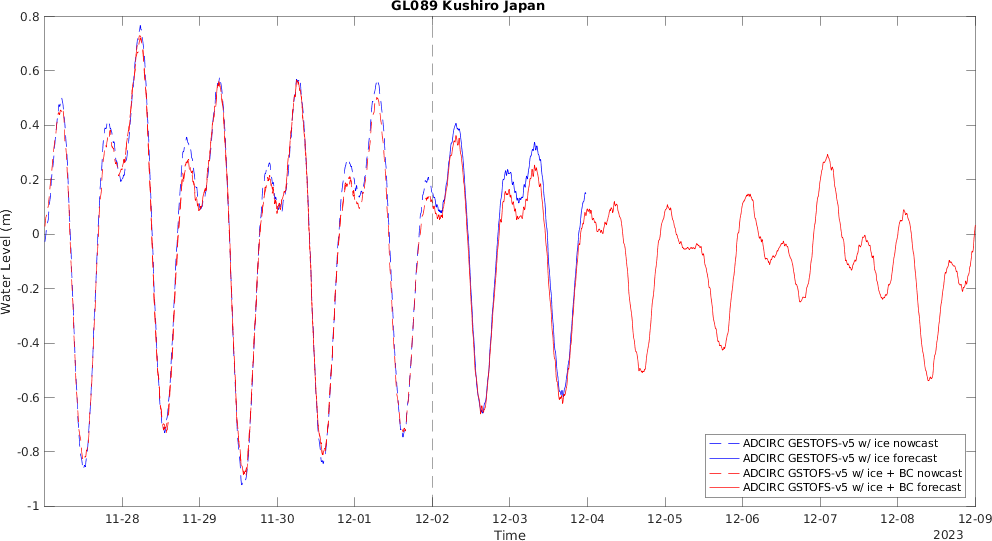 GL089 Kushiro Japan
0.8
0.6
0.4
0.2
0
-0.2
-0.4
-0.6
-0.8
-1
Water Level (m)
11-28 11-29 11-30 12-01 12-02 12-03 12-04 12-05 12-06 12-07 12-08 12-09
Time
2023
ADCIRC GESTOFS-v5 w/ ice nowcast
ADCIRC GESTOFS-v5 w/ ice forecast
ADCIRC GSTOFS-v5 w/ ice + BC nowcast
ADCIRC GSTOFS-v5 w/ ice + BC forecast